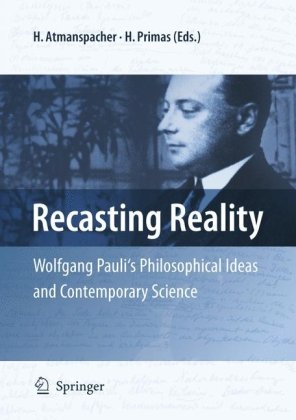 H. Atmanspacher · H. Primas (Eds.)
Recasting Reality
Wolfgang Pauli's Philosophical Ideas
and Contemporary Science
Springer